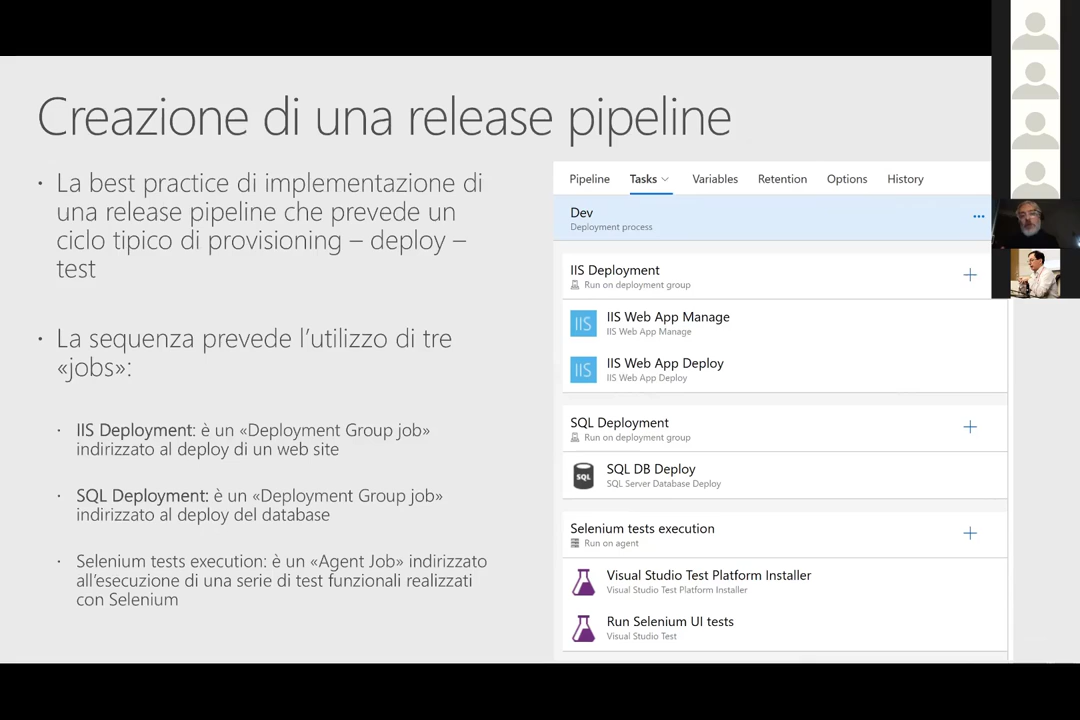 Creazione di una release pipeline
· La best practice di implementazione di
una release pipeline che prevede un
ciclo tipico di provisioning – deploy –
test
· La sequenza prevede l'utilizzo di tre
«jobs»:
· IIS Deployment: è un «Deployment Group job»
indirizzato al deploy di un web site
· SQL Deployment: è un «Deployment Group job»
indirizzato al deploy del database
· Selenium tests execution: è un «Agent Job» indirizzato
all'esecuzione di una serie di test funzionali realizzati
con Selenium
Pipeline Tasks Variables Retention Options History
Dev
Deployment process
IIS Deployment
Run on deployment group
IIS
IIS Web App Manage
IIS Web App Manage
IIS
IIS Web App Deploy
IIS Web App Deploy
SQL Deployment
Run on deployment group
SQL
SQL DB Deploy
SQL Server Database Deploy
Selenium tests execution
Run on agent
Visual Studio Test Platform Installer
Visual Studio Test Platform Installer
Run Selenium UI tests
Visual Studio Test